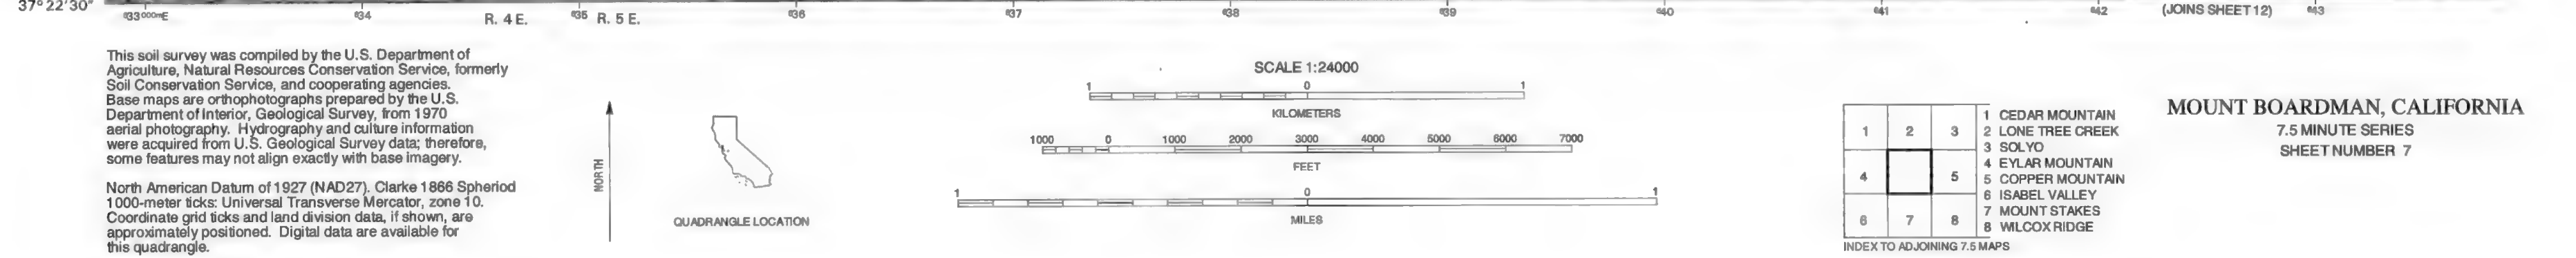 37°22'30"
633000mE 634 R. 4 E. 635 R. 5 E. 636 637 638 639 640 641 642 (JOINS SHEET 12) 643
This soil survey was compiled by the U.S. Department of
Agriculture, Natural Resources Conservation Service, formerly
Soil Conservation Service, and cooperating agencies.
Base maps are orthophotographs prepared by the U.S.
Department of Interior, Geological Survey, from 1970
aerial photography. Hydrography and culture information
were acquired from U.S. Geological Survey data; therefore,
some features may not align exactly with base imagery.
North American Datum of 1927 (NAD27). Clarke 1866 Spheriod
1000-meter ticks: Universal Transverse Mercator, zone 10.
Coordinate grid ticks and land division data, if shown, are
approximately positioned. Digital data are available for
this quadrangle.
NORTH
QUADRANGLE LOCATION
SCALE 1:24000
1 0 1
KILOMETERS
1000 0 1000 2000 3000 4000 5000 6000 7000
FEET
1 0 1
MILES
1 2 3
4 5
6 7 8
1 CEDAR MOUNTAIN
2 LONE TREE CREEK
3 SOLYO
4 EYLAR MOUNTAIN
5 COPPER MOUNTAIN
6 ISABEL VALLEY
7 MOUNT STAKES
8 WILCOX RIDGE
INDEX TO ADJOINING 7.5 MAPS
MOUNT BOARDMAN, CALIFORNIA
7.5 MINUTE SERIES
SHEET NUMBER 7